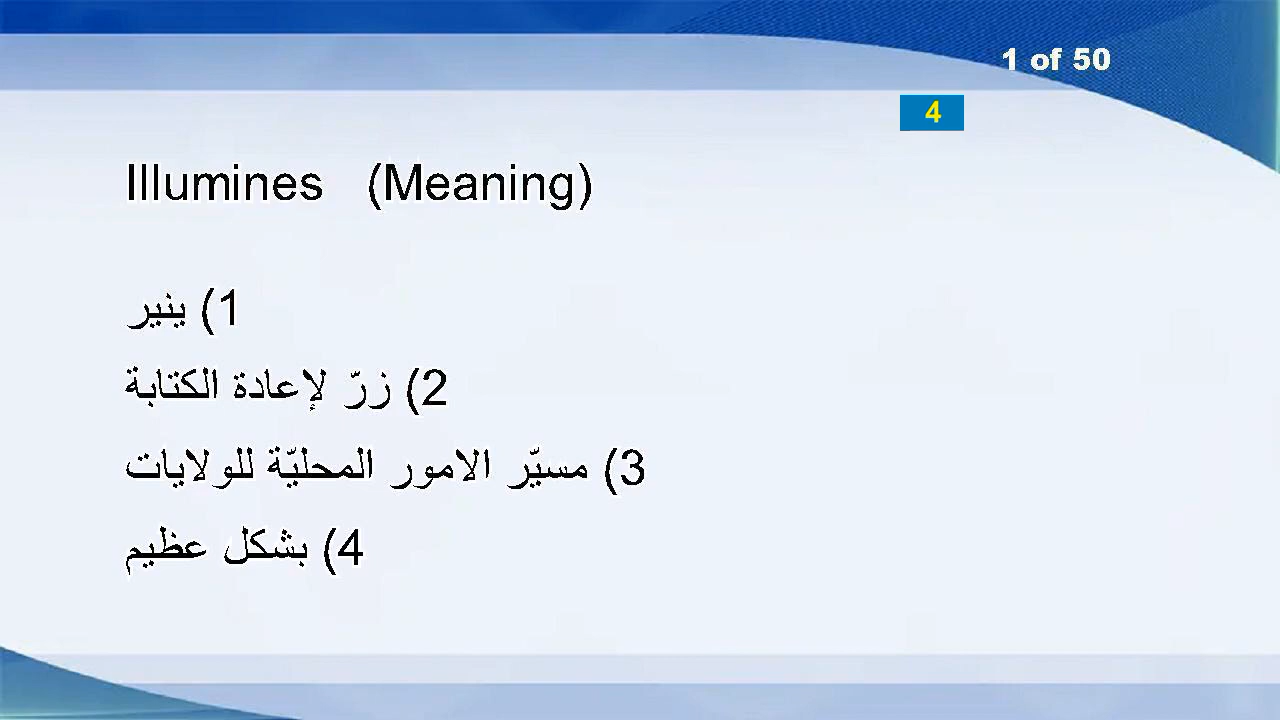 1 of 50
4
Illumines (Meaning)
1) ينير
2) زرّ لإعادة الكتابة
3) مسيّر الامور المحليّة للولايات
4) بشكل عظيم